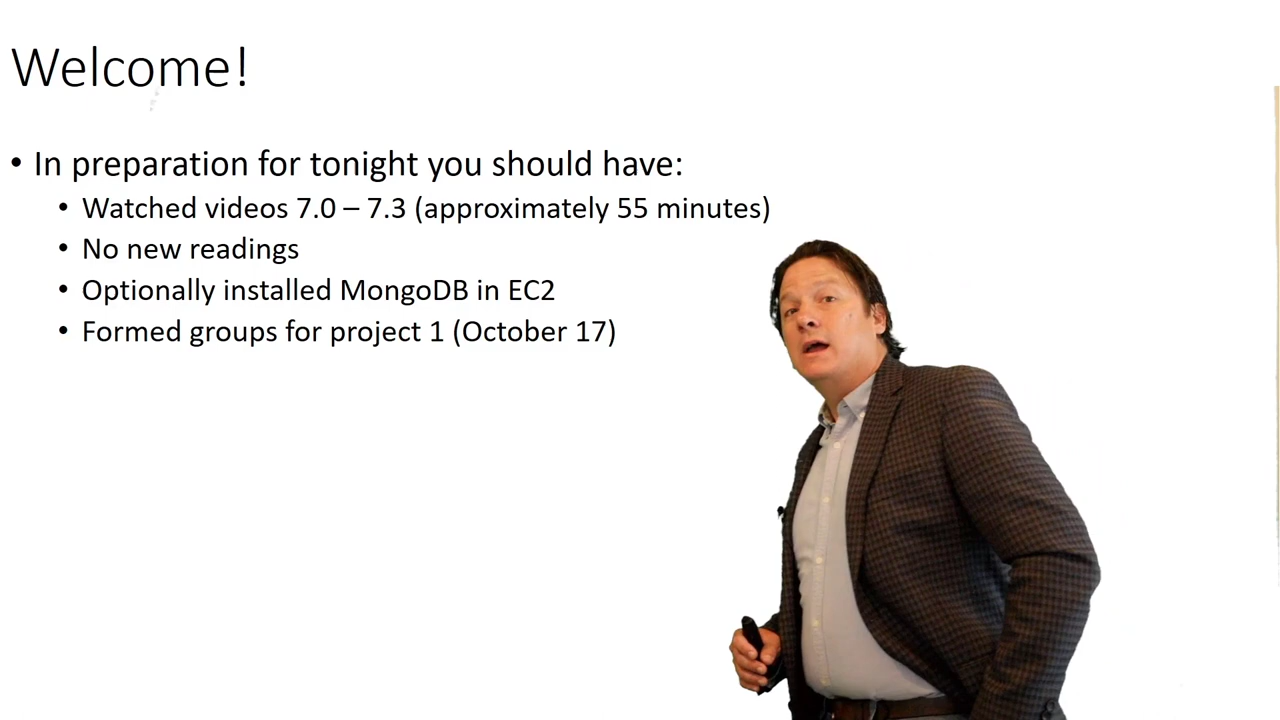 Welcome!
• In preparation for tonight you should have:
• Watched videos 7.0 – 7.3 (approximately 55 minutes)
• No new readings
• Optionally installed MongoDB in EC2
• Formed groups for project 1 (October 17)